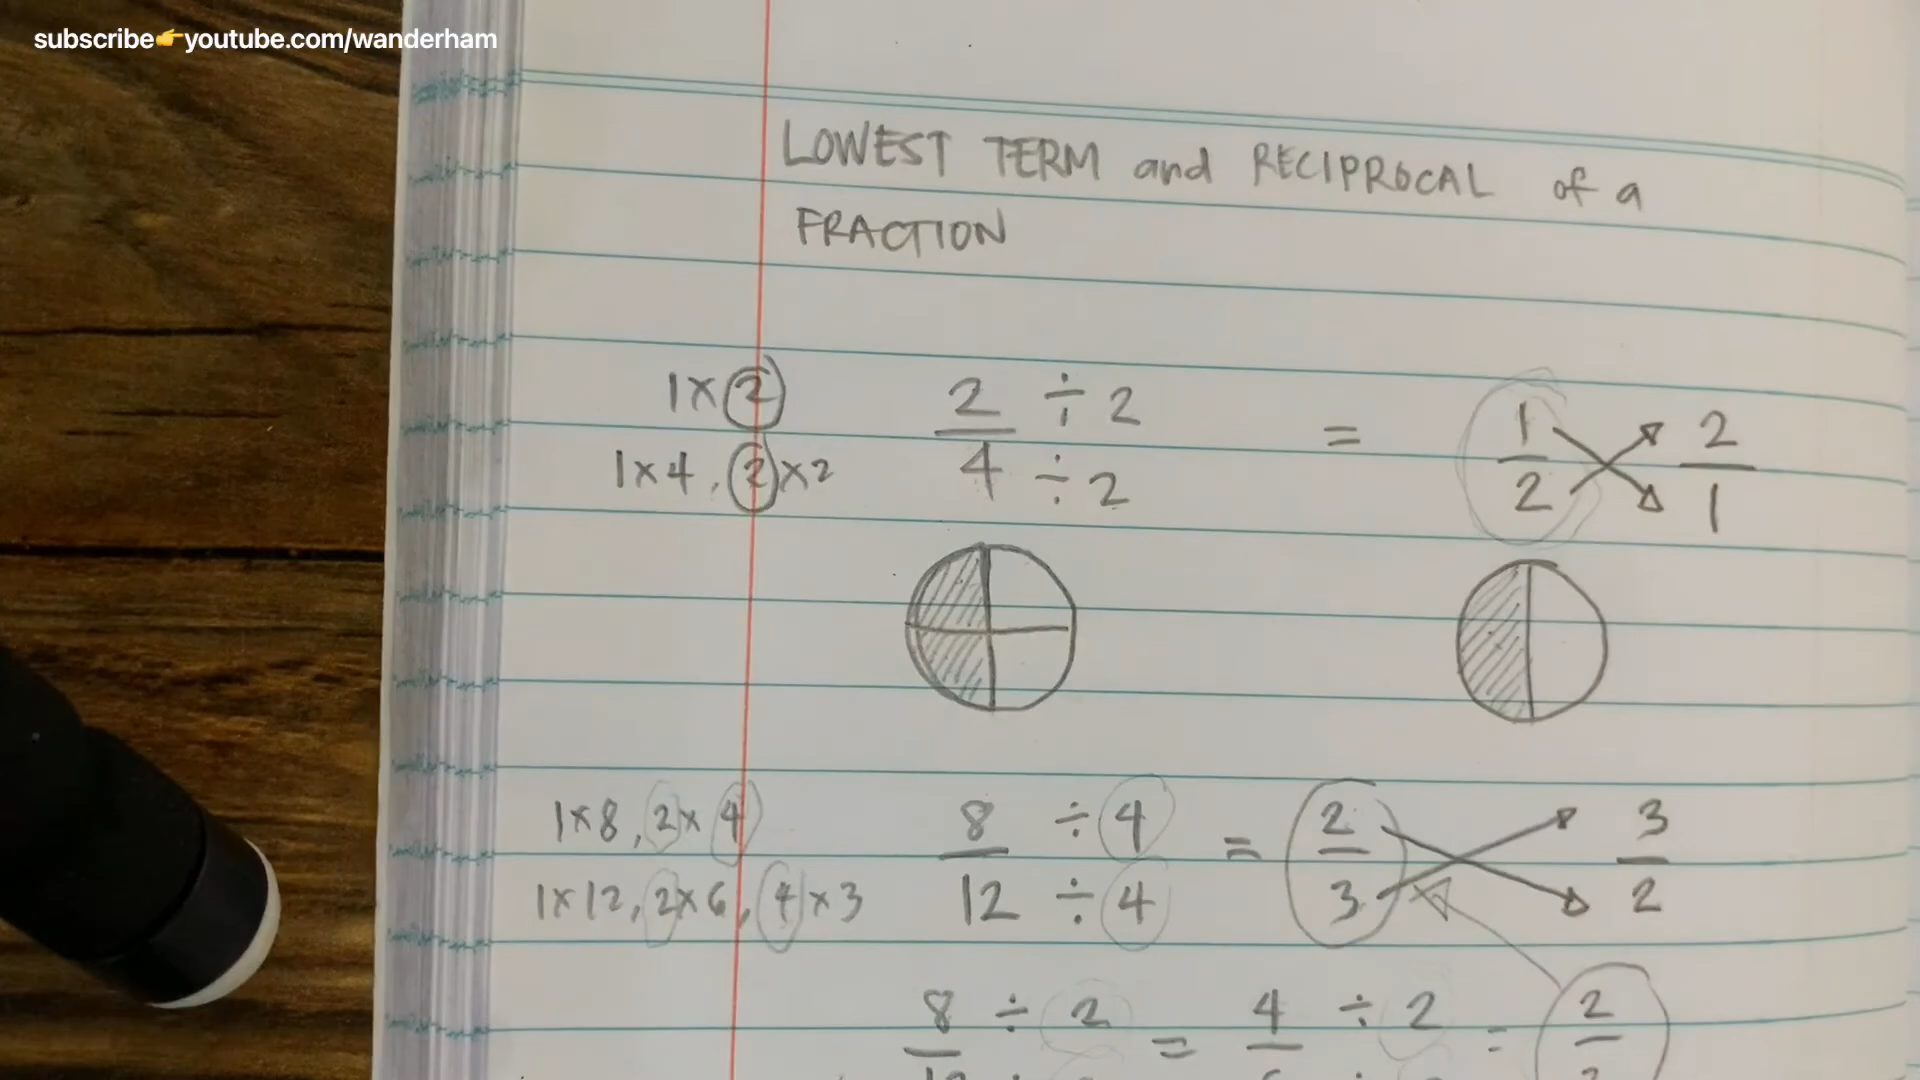 subscribe👉youtube.com/wanderham
LOWEST TERM and RECIPROCAL of a
FRACTION
1×2 2 ÷ 2 1 2
1×4, 2×2 4 ÷ 2 = 2 1
1×8, 2×4 8 ÷ 4 = 2 3
1×12, 2×6, 4×3 12 ÷ 4 3 2
8 ÷ 2 = 4 ÷ 2 = 2